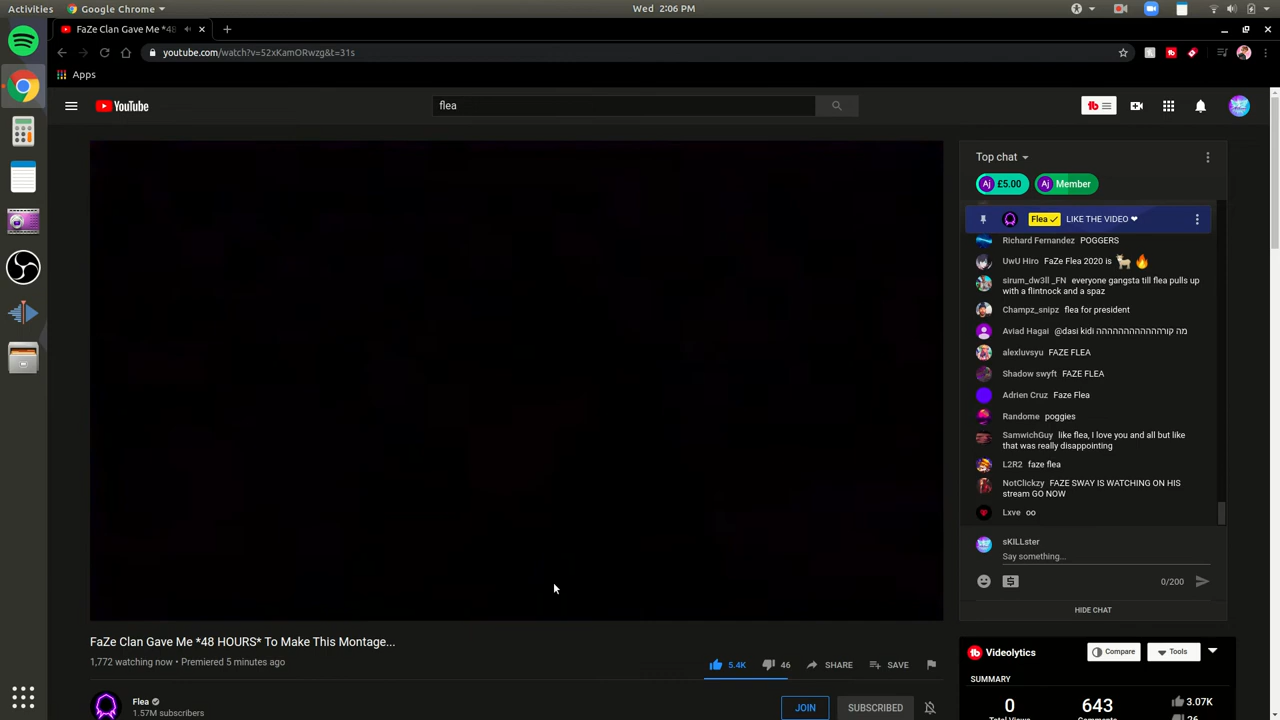 Activities Google Chrome Wed 2:06 PM
FaZe Clan Gave Me *48
youtube.com/watch?v=52xKamORwzg&t=31s
Apps
YouTube flea
Top chat
Aj £5.00 Aj Member
Flea LIKE THE VIDEO ❤
Richard Fernandez POGGERS
UwU Hiro FaZe Flea 2020 is 🐐 🔥
sirum_dw3ll _FN everyone gangsta till flea pulls up
with a flintnock and a spaz
Champz_snipz flea for president
Aviad Hagai @dasi kidi מה קורההההההההההההה
alexluvsyu FAZE FLEA
Shadow swyft FAZE FLEA
Adrien Cruz Faze Flea
Randome poggies
SamwichGuy like flea, I love you and all but like
that was really disappointing
L2R2 faze flea
NotClickzy FAZE SWAY IS WATCHING ON HIS
stream GO NOW
Lxve oo
sKILLster
Say something...
0/200
HIDE CHAT
FaZe Clan Gave Me *48 HOURS* To Make This Montage...
1,772 watching now • Premiered 5 minutes ago
5.4K 46 SHARE SAVE
Flea
1.57M subscribers
JOIN SUBSCRIBED
tb Videolytics Compare Tools
SUMMARY
0 643 3.07K
Total Views Comments 26